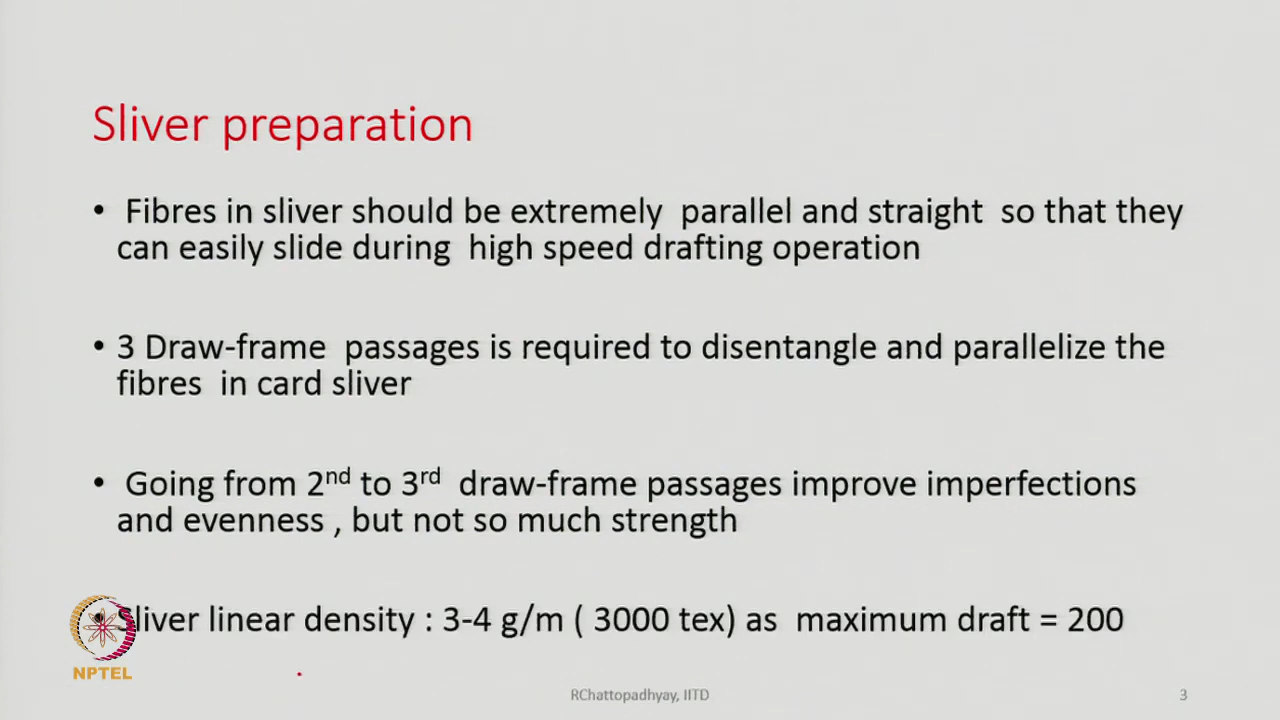 Sliver preparation
• Fibres in sliver should be extremely parallel and straight so that they
can easily slide during high speed drafting operation
• 3 Draw-frame passages is required to disentangle and parallelize the
fibres in card sliver
• Going from 2nd to 3rd draw-frame passages improve imperfections
and evenness , but not so much strength
Sliver linear density : 3-4 g/m ( 3000 tex) as maximum draft = 200
NPTEL
RChattopadhyay, IITD
3